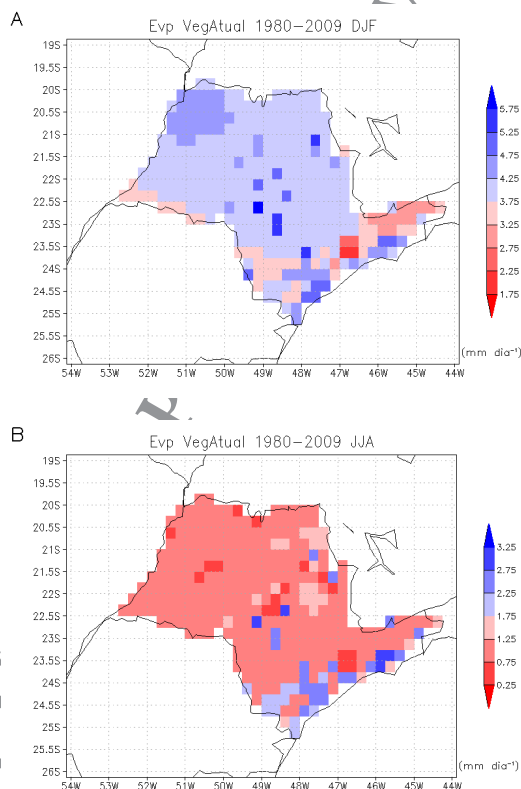 A
Evp VegAtual 1980−2009 DJF
19S
19.5S
20S
20.5S
21S
21.5S
22S
22.5S
23S
23.5S
24S
24.5S
25S
25.5S
26S
54W 53W 52W 51W 50W 49W 48W 47W 46W 45W 44W
5.75
5.25
4.75
4.25
3.75
3.25
2.75
2.25
1.75
(mm dia⁻¹)
B
Evp VegAtual 1980−2009 JJA
19S
19.5S
20S
20.5S
21S
21.5S
22S
22.5S
23S
23.5S
24S
24.5S
25S
25.5S
26S
54W 53W 52W 51W 50W 49W 48W 47W 46W 45W 44W
3.25
2.75
2.25
1.75
1.25
0.75
0.25
(mm dia⁻¹)